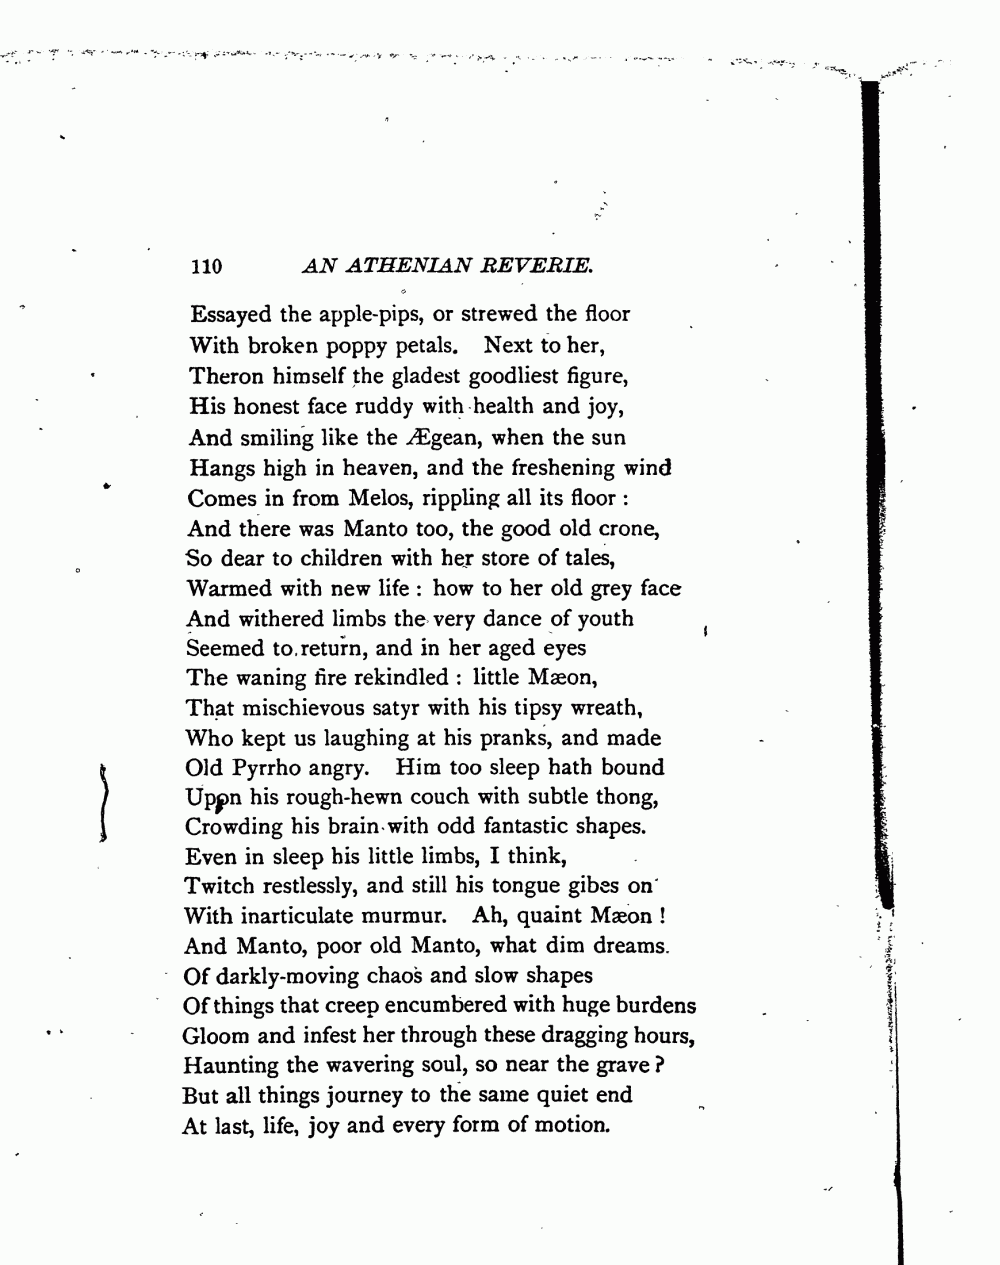 110 AN ATHENIAN REVERIE.
Essayed the apple-pips, or strewed the floor
With broken poppy petals. Next to her,
Theron himself the gladest goodliest figure,
His honest face ruddy with health and joy,
And smiling like the Ægean, when the sun
Hangs high in heaven, and the freshening wind
Comes in from Melos, rippling all its floor :
And there was Manto too, the good old crone,
So dear to children with her store of tales,
Warmed with new life : how to her old grey face
And withered limbs the very dance of youth
Seemed to return, and in her aged eyes
The waning fire rekindled : little Mæon,
That mischievous satyr with his tipsy wreath,
Who kept us laughing at his pranks, and made
Old Pyrrho angry. Him too sleep hath bound
Upon his rough-hewn couch with subtle thong,
Crowding his brain with odd fantastic shapes.
Even in sleep his little limbs, I think,
Twitch restlessly, and still his tongue gibes on
With inarticulate murmur. Ah, quaint Mæon !
And Manto, poor old Manto, what dim dreams.
Of darkly-moving chaos and slow shapes
Of things that creep encumbered with huge burdens
Gloom and infest her through these dragging hours,
Haunting the wavering soul, so near the grave ?
But all things journey to the same quiet end
At last, life, joy and every form of motion.